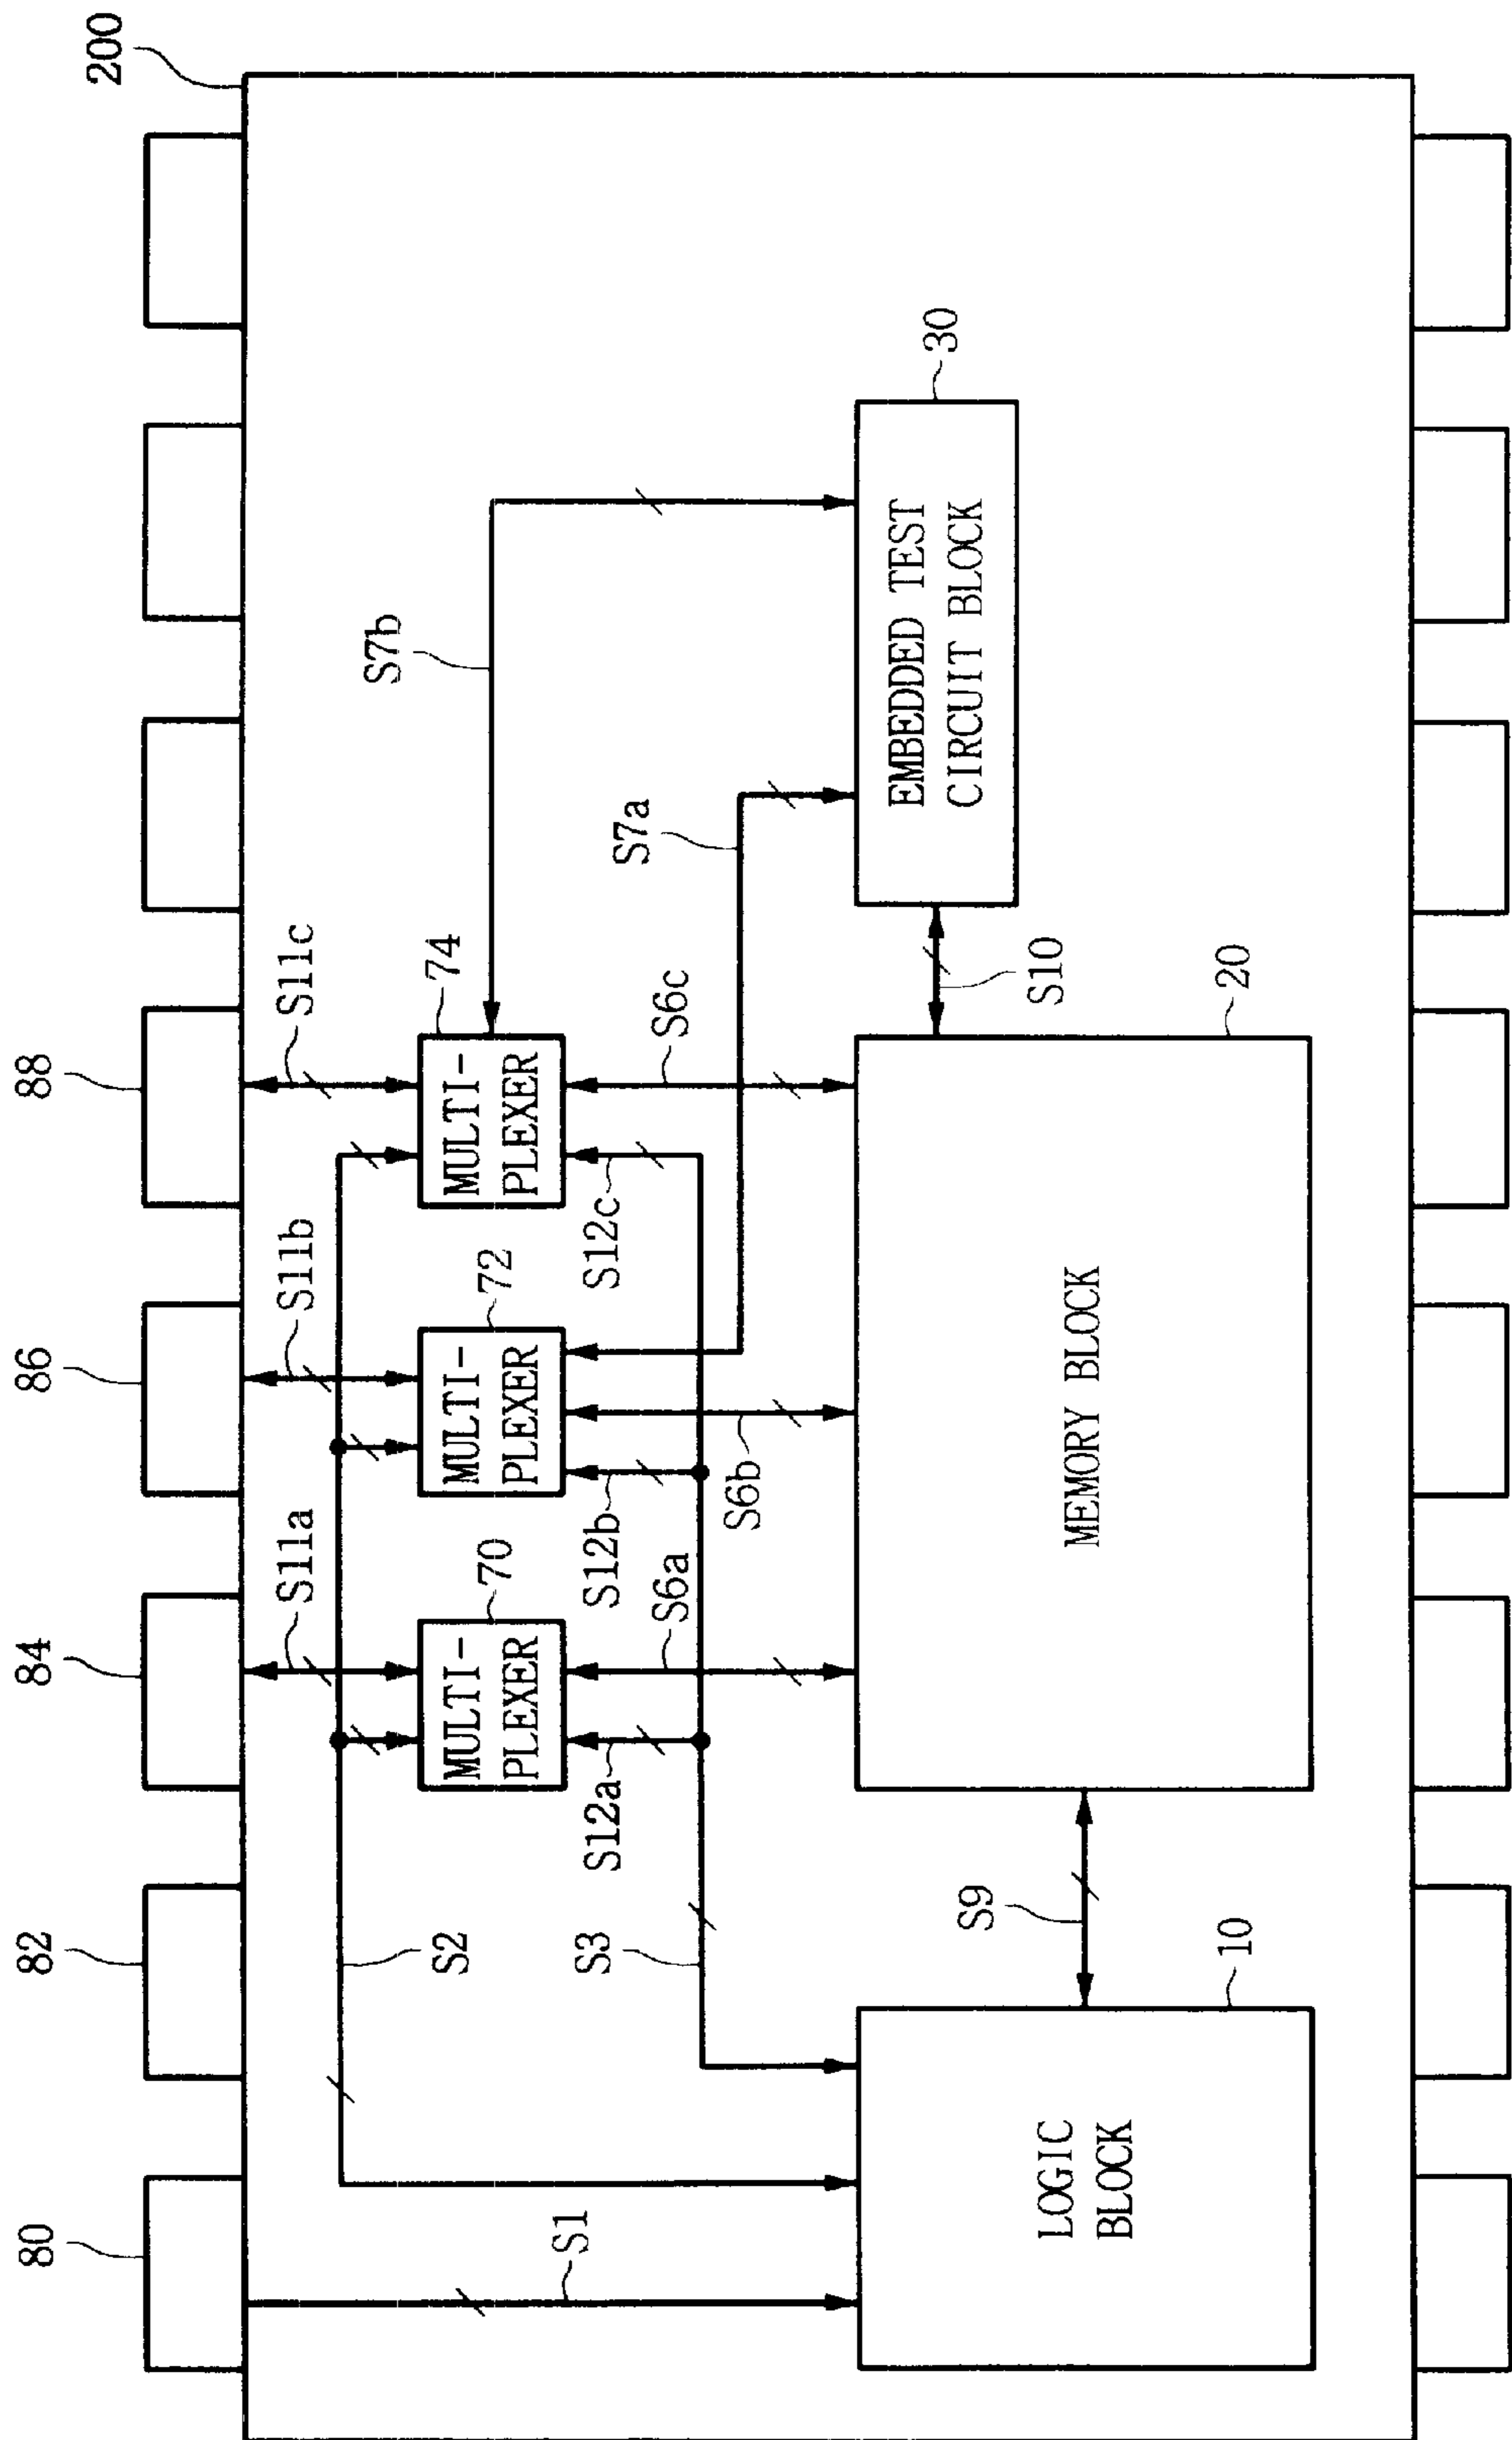 200
80
82
84
86
88
S1
S2
S3
S11a
S11b
S11c
70
72
74
MULTI-
PLEXER
MULTI-
PLEXER
MULTI-
PLEXER
S12a
S12b
S12c
S6a
S6b
S6c
S7a
S7b
S9
S10
10
20
30
LOGIC
BLOCK
MEMORY BLOCK
EMBEDDED TEST
CIRCUIT BLOCK